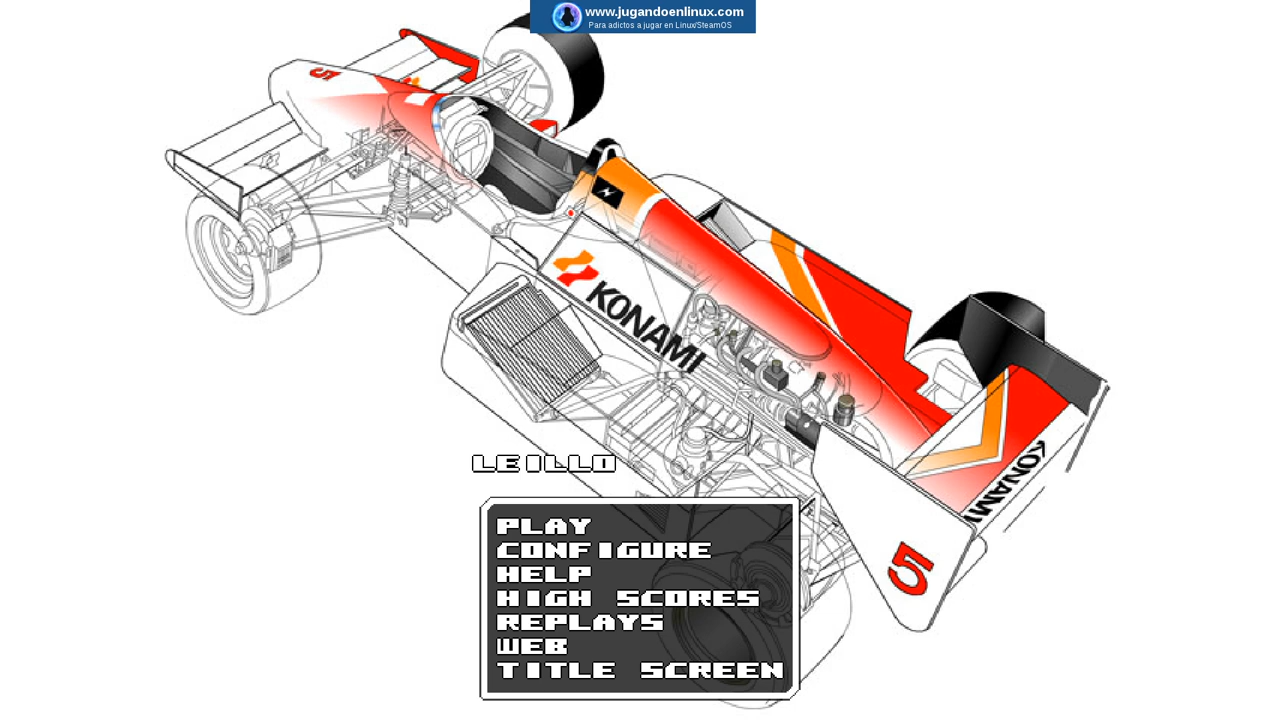 www.jugandoenlinux.com
Para adictos a jugar en Linux/SteamOS
5
KONAMI
LEILLO
KONAMI
5
PLAY
CONFIGURE
HELP
HIGH SCORES
REPLAYS
WEB
TITLE SCREEN